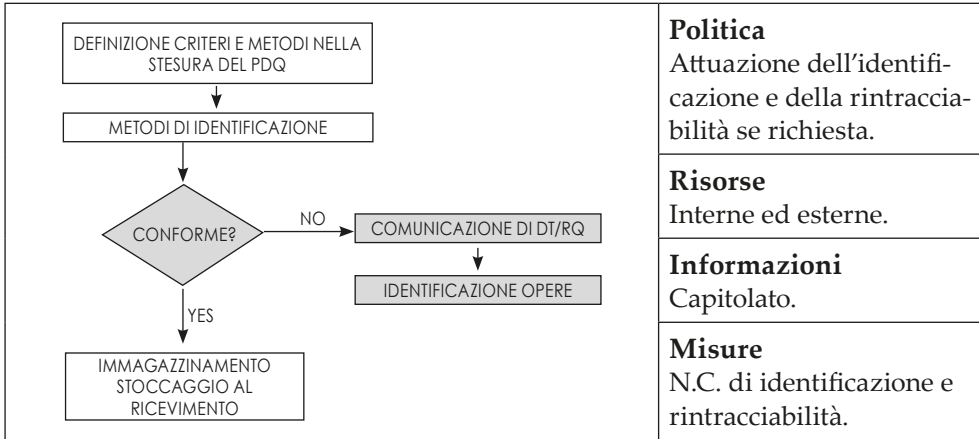 DEFINIZIONE CRITERI E METODI NELLA
STESURA DEL PDQ
METODI DI IDENTIFICAZIONE
CONFORME?
NO
COMUNICAZIONE DI DT/RQ
IDENTIFICAZIONE OPERE
YES
IMMAGAZZINAMENTO
STOCCAGGIO AL
RICEVIMENTO
Politica
Attuazione dell'identifi-
cazione e della rintraccia-
bilità se richiesta.
Risorse
Interne ed esterne.
Informazioni
Capitolato.
Misure
N.C. di identificazione e
rintracciabilità.